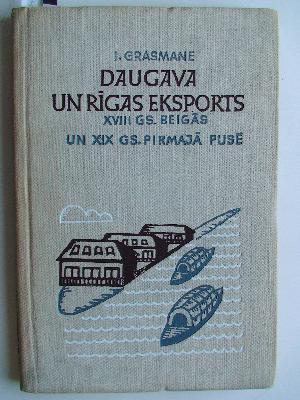 I. GRASMANE
DAUGAVA
UN RĪGAS EKSPORTS
XVIII GS. BEIGĀS
UN XIX GS. PIRMAJĀ PUSĒ